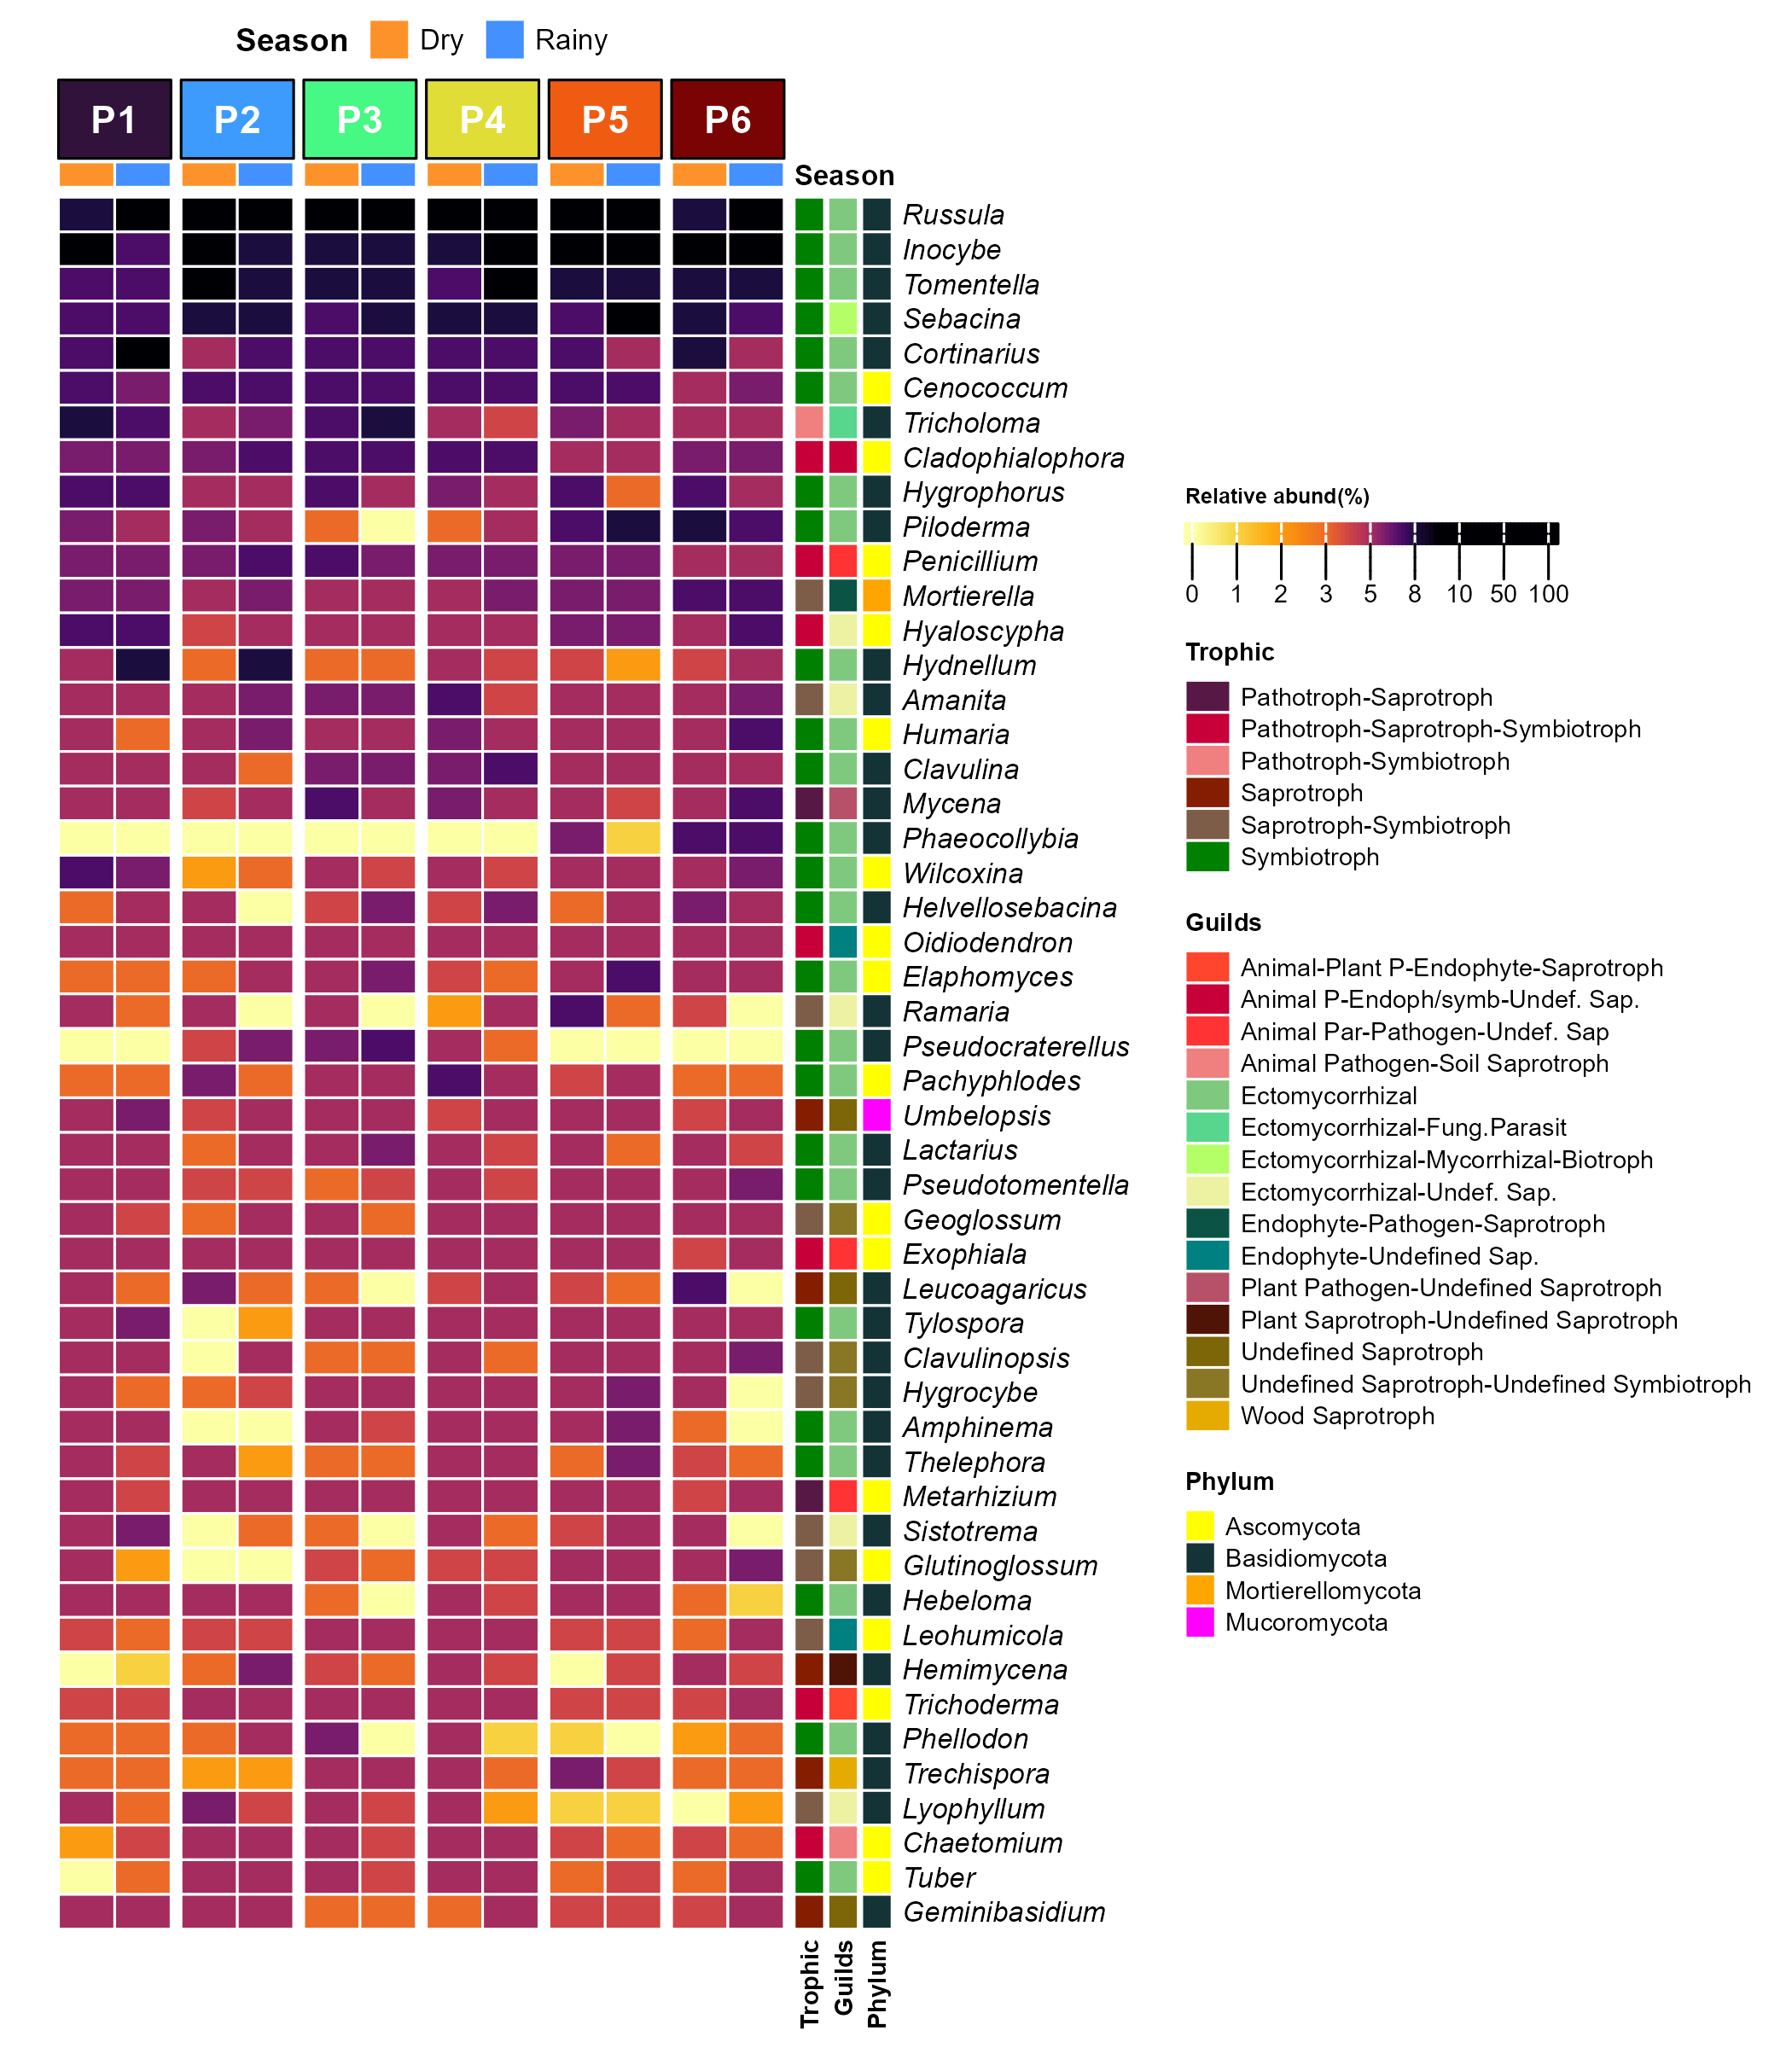 Season Dry Rainy
P1 P2 P3 P4 P5 P6
Season
Russula
Inocybe
Tomentella
Sebacina
Cortinarius
Cenococcum
Tricholoma
Cladophialophora
Hygrophorus
Piloderma
Penicillium
Mortierella
Hyaloscypha
Hydnellum
Amanita
Humaria
Clavulina
Mycena
Phaeocollybia
Wilcoxina
Helvellosebacina
Oidiodendron
Elaphomyces
Ramaria
Pseudocraterellus
Pachyphlodes
Umbelopsis
Lactarius
Pseudotomentella
Geoglossum
Exophiala
Leucoagaricus
Tylospora
Clavulinopsis
Hygrocybe
Amphinema
Thelephora
Metarhizium
Sistotrema
Glutinoglossum
Hebeloma
Leohumicola
Hemimycena
Trichoderma
Phellodon
Trechispora
Lyophyllum
Chaetomium
Tuber
Geminibasidium
Trophic
Guilds
Phylum
Relative abund(%)
0 1 2 3 5 8 10 50 100
Trophic
Pathotroph-Saprotroph
Pathotroph-Saprotroph-Symbiotroph
Pathotroph-Symbiotroph
Saprotroph
Saprotroph-Symbiotroph
Symbiotroph
Guilds
Animal-Plant P-Endophyte-Saprotroph
Animal P-Endoph/symb-Undef. Sap.
Animal Par-Pathogen-Undef. Sap
Animal Pathogen-Soil Saprotroph
Ectomycorrhizal
Ectomycorrhizal-Fung.Parasit
Ectomycorrhizal-Mycorrhizal-Biotroph
Ectomycorrhizal-Undef. Sap.
Endophyte-Pathogen-Saprotroph
Endophyte-Undefined Sap.
Plant Pathogen-Undefined Saprotroph
Plant Saprotroph-Undefined Saprotroph
Undefined Saprotroph
Undefined Saprotroph-Undefined Symbiotroph
Wood Saprotroph
Phylum
Ascomycota
Basidiomycota
Mortierellomycota
Mucoromycota